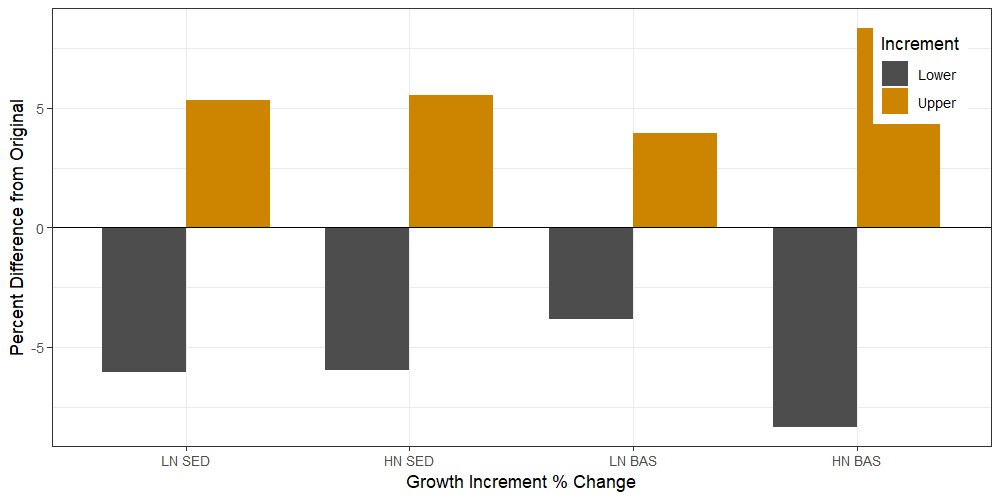 Percent Difference from Original
5
0
-5
Increment
Lower
Upper
LN SED
HN SED
LN BAS
HN BAS
Growth Increment % Change